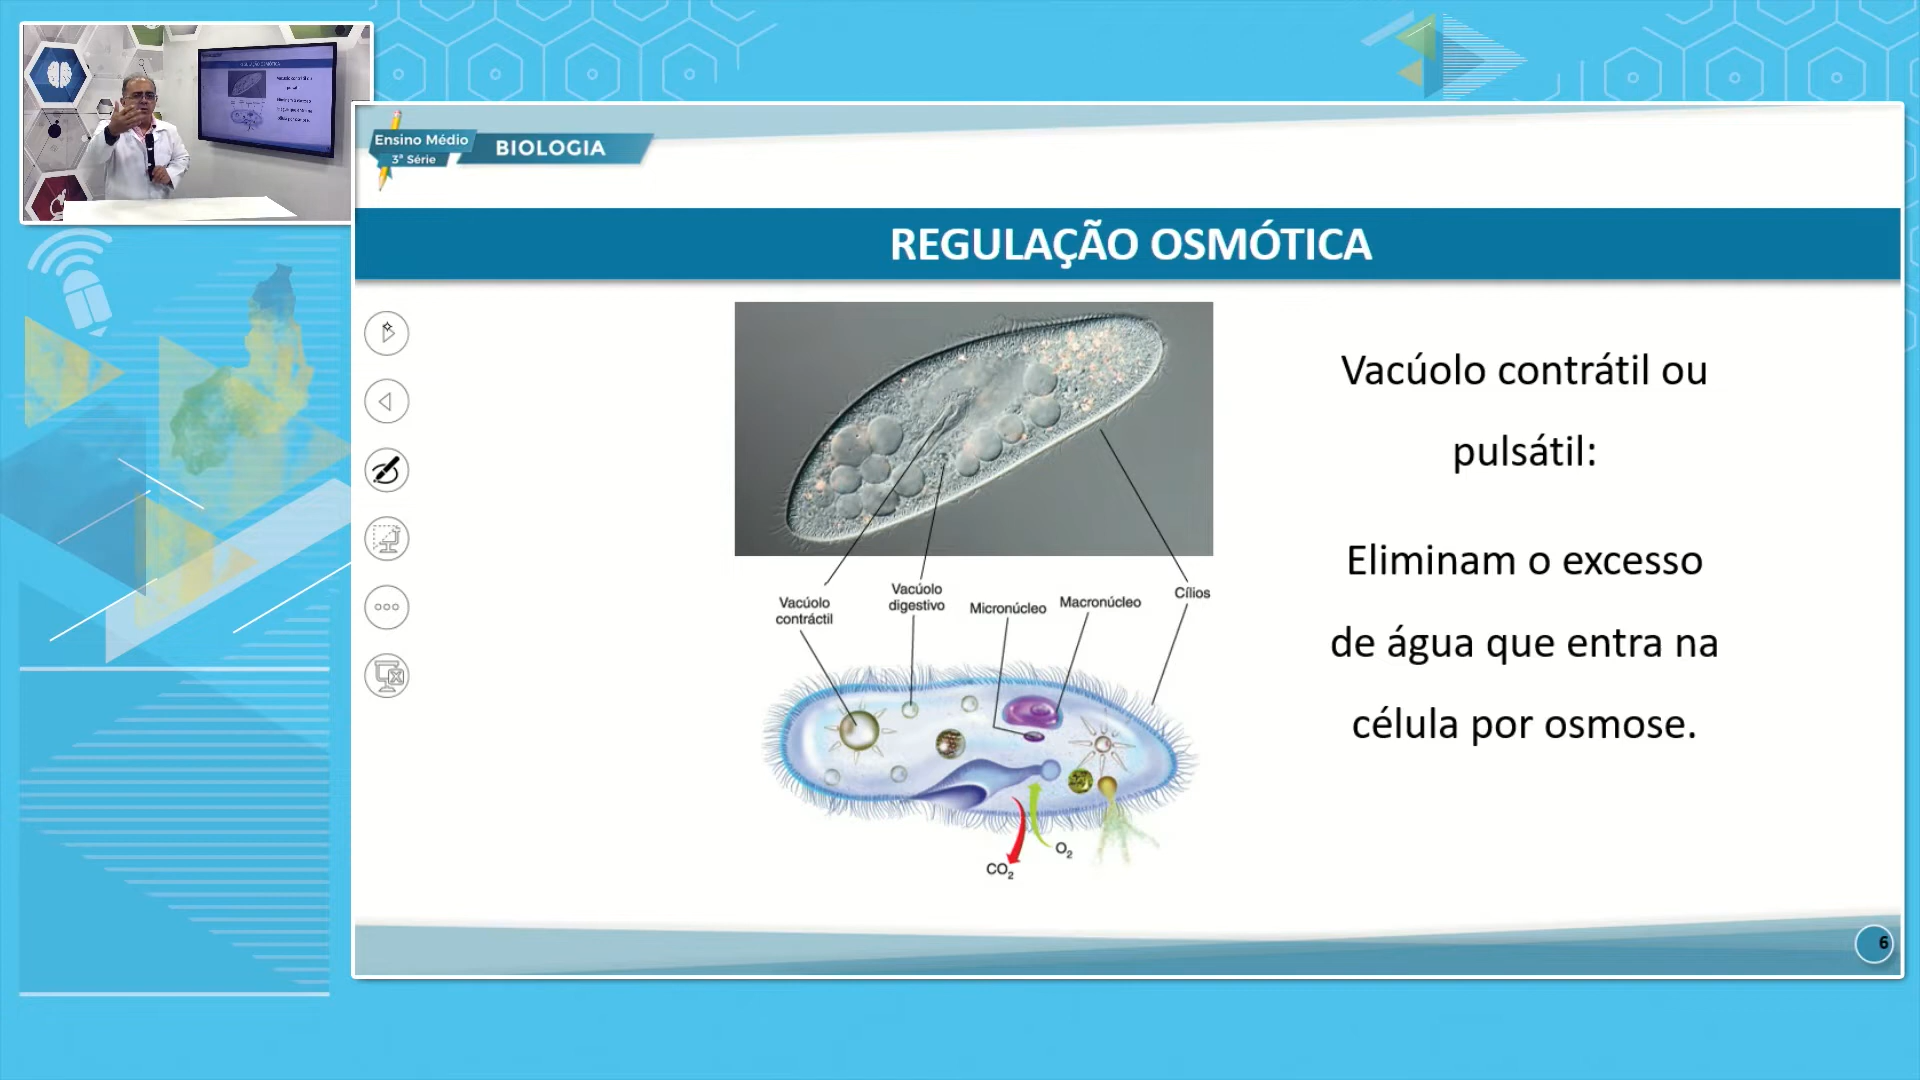 Ensino Médio
3ª Série
BIOLOGIA
REGULAÇÃO OSMÓTICA
Vacúolo contrátil ou
pulsátil:
Eliminam o excesso
de água que entra na
célula por osmose.
Vacúolo
contráctil
Vacúolo
digestivo
Micronúcleo
Macronúcleo
Cílios
CO2
O2
6